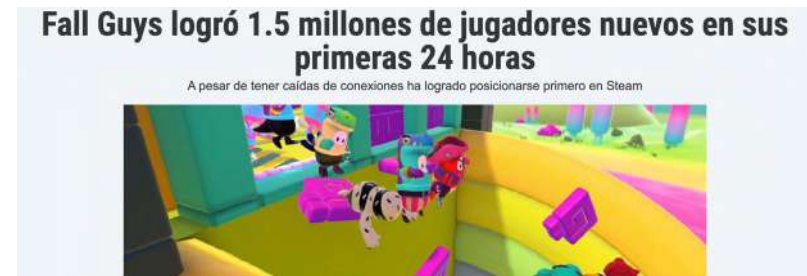 Fall Guys logró 1.5 millones de jugadores nuevos en sus
primeras 24 horas
A pesar de tener caídas de conexiones ha logrado posicionarse primero en Steam